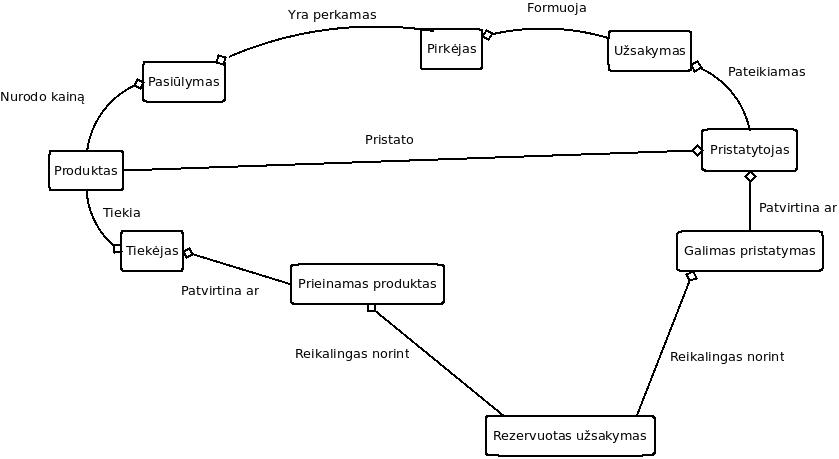 Formuoja
Yra perkamas
Pirkėjas
Užsakymas
Pateikiamas
Pasiūlymas
Nurodo kainą
Pristato
Pristatytojas
Produktas
Patvirtina ar
Tiekia
Tiekėjas
Galimas pristatymas
Prieinamas produktas
Patvirtina ar
Reikalingas norint
Reikalingas norint
Rezervuotas užsakymas